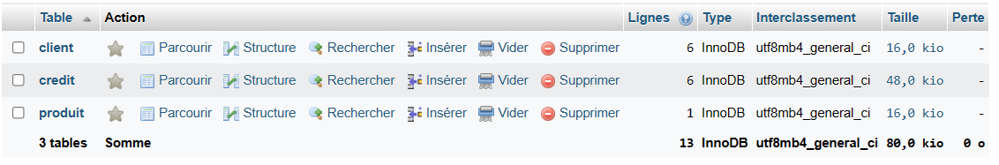 Table Action Lignes Type Interclassement Taille Perte
client Parcourir Structure Rechercher Insérer Vider Supprimer 6 InnoDB utf8mb4_general_ci 16,0 kio -
credit Parcourir Structure Rechercher Insérer Vider Supprimer 6 InnoDB utf8mb4_general_ci 48,0 kio -
produit Parcourir Structure Rechercher Insérer Vider Supprimer 1 InnoDB utf8mb4_general_ci 16,0 kio -
3 tables Somme 13 InnoDB utf8mb4_general_ci 80,0 kio 0 o